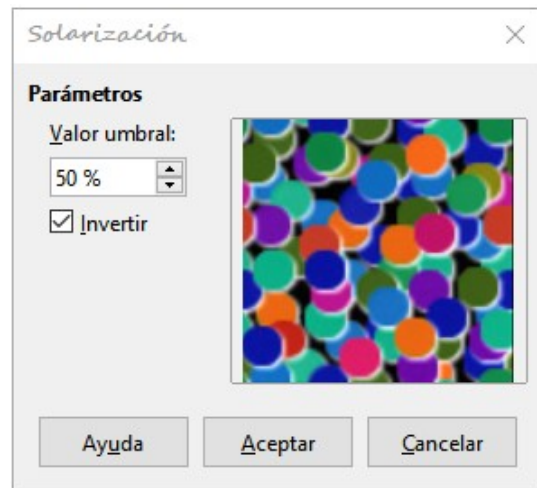 Solarización
Parámetros
Valor umbral:
50 %
Invertir
Ayuda
Aceptar
Cancelar